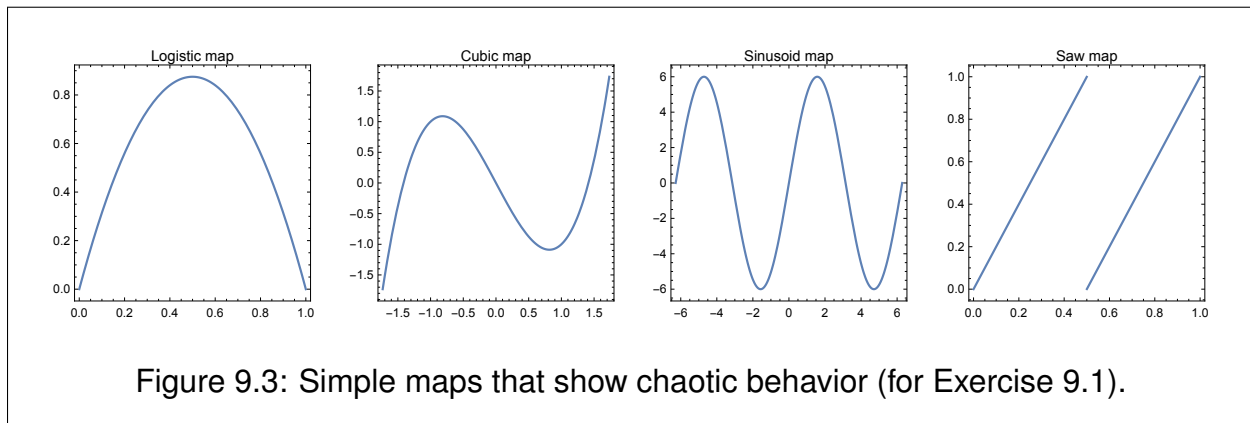 Logistic map
0.8
0.6
0.4
0.2
0.0
0.0 0.2 0.4 0.6 0.8 1.0
Cubic map
1.5
1.0
0.5
0.0
−0.5
−1.0
−1.5
−1.5 −1.0 −0.5 0.0 0.5 1.0 1.5
Sinusoid map
6
4
2
0
−2
−4
−6
−6 −4 −2 0 2 4 6
Saw map
1.0
0.8
0.6
0.4
0.2
0.0
0.0 0.2 0.4 0.6 0.8 1.0
Figure 9.3: Simple maps that show chaotic behavior (for Exercise 9.1).